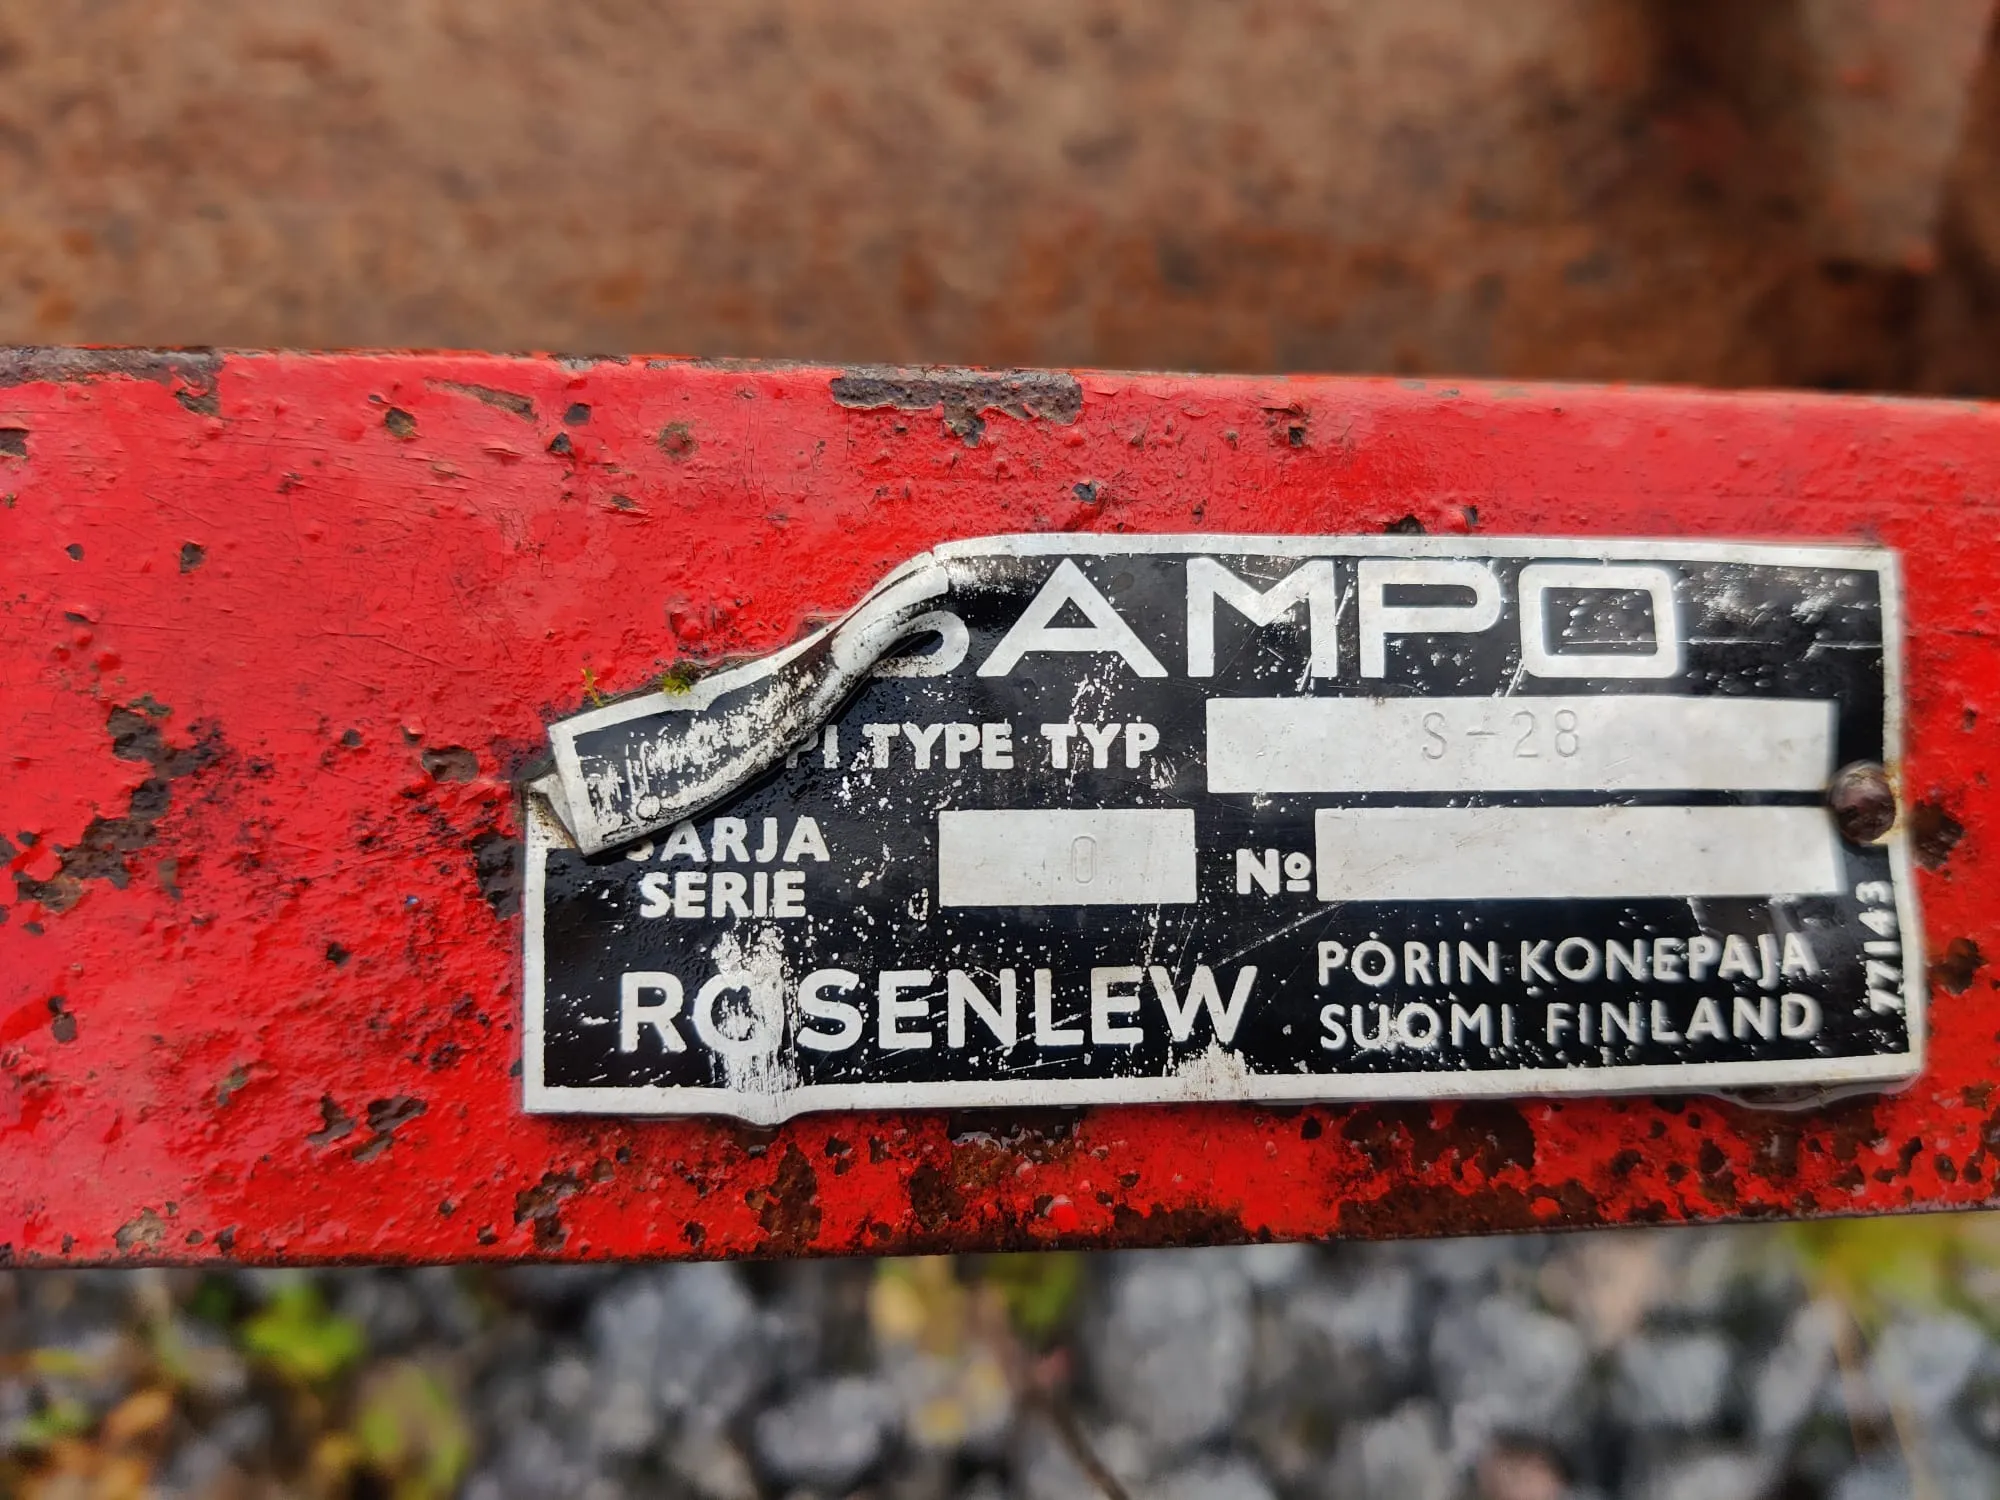 SAMPO
TYPE TYP S-28
SARJA
SERIE 0 Nº
ROSENLEW
PORIN KONEPAJA
SUOMI FINLAND
77143